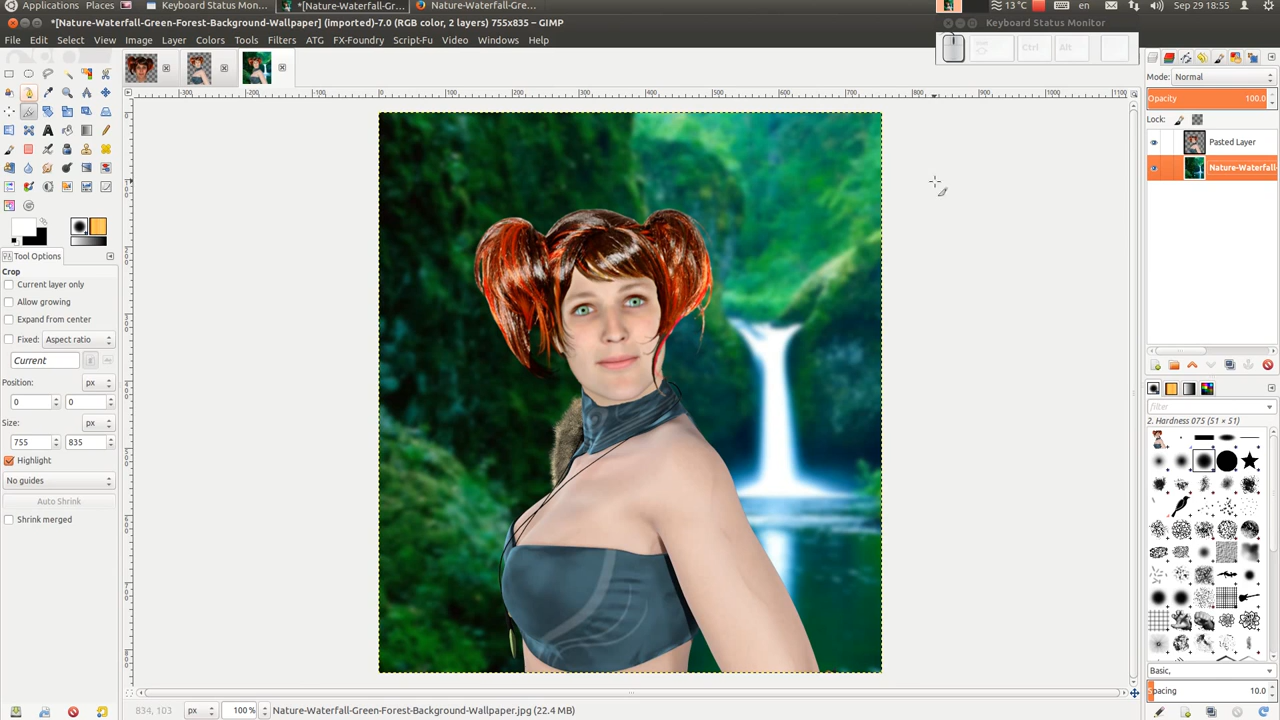 Applications Places Keyboard Status Monit... *[Nature-Waterfall-Gr... Nature-Waterfall-Gre... 13 °C en Sep 29 18:55
*[Nature-Waterfall-Green-Forest-Background-Wallpaper] (imported)-7.0 (RGB color, 2 layers) 755x835 – GIMP
Keyboard Status Monitor
File Edit Select View Image Layer Colors Tools Filters ATG FX-Foundry Script-Fu Video Windows Help
Ctrl Alt
Mode: Normal
Opacity 100.0
Lock:
Pasted Layer
Nature-Waterfall-
Tool Options
Crop
Current layer only
Allow growing
Expand from center
Fixed: Aspect ratio
Current
Position: px
0 0
Size: px
755 835
Highlight
No guides
Auto Shrink
Shrink merged
filter
2. Hardness 075 (51 × 51)
Basic,
Spacing 10.0
834, 103 px 100 % Nature-Waterfall-Green-Forest-Background-Wallpaper.jpg (22.4 MB)